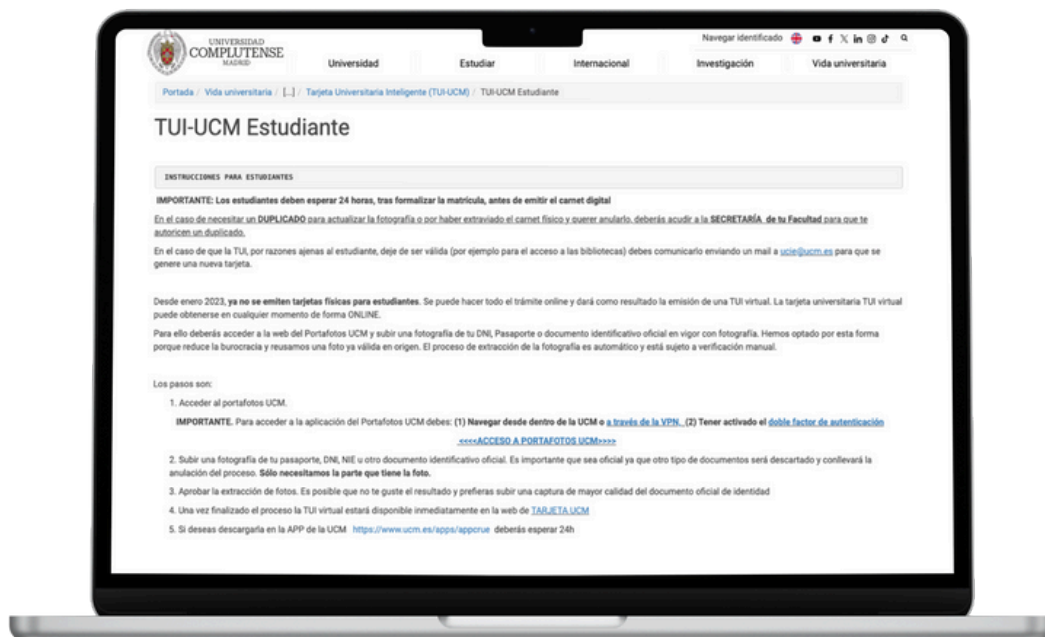 UNIVERSIDAD
COMPLUTENSE
MADRID
Navegar identificado
Universidad Estudiar Internacional Investigación Vida universitaria
Portada / Vida universitaria / [...] / Tarjeta Universitaria Inteligente (TUI-UCM) / TUI-UCM Estudiante
TUI-UCM Estudiante
INSTRUCCIONES PARA ESTUDIANTES
IMPORTANTE: Los estudiantes deben esperar 24 horas, tras formalizar la matrícula, antes de emitir el carnet digital
En el caso de necesitar un DUPLICADO para actualizar la fotografía o por haber extraviado el carnet físico y querer anularlo, deberás acudir a la SECRETARÍA de tu Facultad para que te
autoricen un duplicado.
En el caso de que la TUI, por razones ajenas al estudiante, deje de ser válida (por ejemplo para el acceso a las bibliotecas) debes comunicarlo enviando un mail a ucie@ucm.es para que se
genere una nueva tarjeta.
Desde enero 2023, ya no se emiten tarjetas físicas para estudiantes. Se puede hacer todo el trámite online y dará como resultado la emisión de una TUI virtual. La tarjeta universitaria TUI virtual
puede obtenerse en cualquier momento de forma ONLINE.
Para ello deberás acceder a la web del Portafotos UCM y subir una fotografía de tu DNI, Pasaporte o documento identificativo oficial en vigor con fotografía. Hemos optado por esta forma
porque reduce la burocracia y reusamos una foto ya válida en origen. El proceso de extracción de la fotografía es automático y está sujeto a verificación manual.
Los pasos son:
1. Acceder al portafotos UCM.
IMPORTANTE. Para acceder a la aplicación del Portafotos UCM debes: (1) Navegar desde dentro de la UCM o a través de la VPN, (2) Tener activado el doble factor de autenticación
<<<<ACCESO A PORTAFOTOS UCM>>>>
2. Subir una fotografía de tu pasaporte, DNI, NIE u otro documento identificativo oficial. Es importante que sea oficial ya que otro tipo de documentos será descartado y conllevará la
anulación del proceso. Sólo necesitamos la parte que tiene la foto.
3. Aprobar la extracción de fotos. Es posible que no te guste el resultado y prefieras subir una captura de mayor calidad del documento oficial de identidad
4. Una vez finalizado el proceso la TUI virtual estará disponible inmediatamente en la web de TARJETA UCM
5. Si deseas descargarla en la APP de la UCM https://www.ucm.es/apps/appcrue deberás esperar 24h